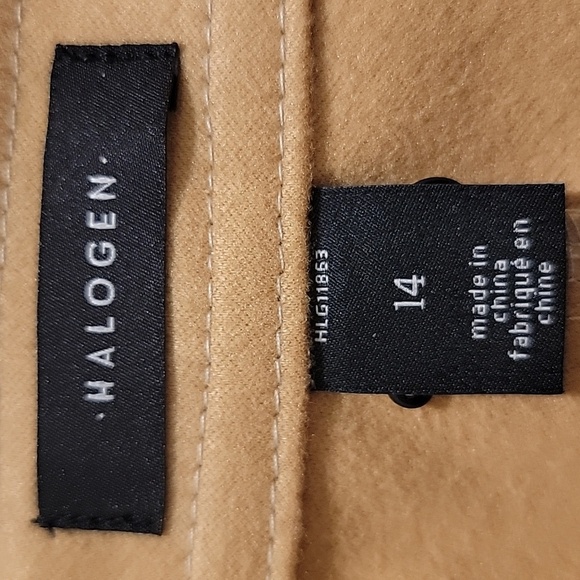 ·HALOGEN·
HLG11863
14
made in
china
fabriqué en
chine